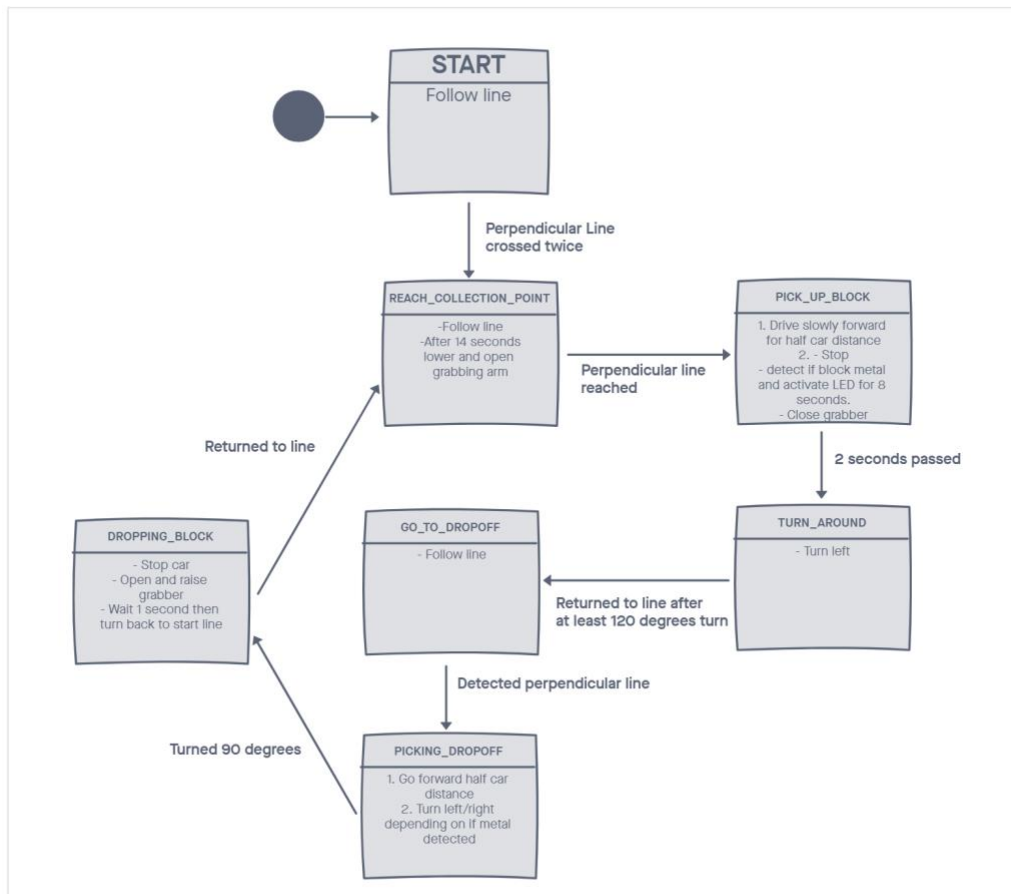 START
Follow line
Perpendicular Line
crossed twice
REACH_COLLECTION_POINT
-Follow line
-After 14 seconds
lower and open
grabbing arm
Perpendicular line
reached
PICK_UP_BLOCK
1. Drive slowly forward
for half car distance
2. - Stop
- detect if block metal
and activate LED for 8
seconds.
- Close grabber
2 seconds passed
TURN_AROUND
- Turn left
Returned to line after
at least 120 degrees turn
GO_TO_DROPOFF
- Follow line
Detected perpendicular line
PICKING_DROPOFF
1. Go forward half car
distance
2. Turn left/right
depending on if metal
detected
Turned 90 degrees
DROPPING_BLOCK
- Stop car
- Open and raise
grabber
- Wait 1 second then
turn back to start line
Returned to line